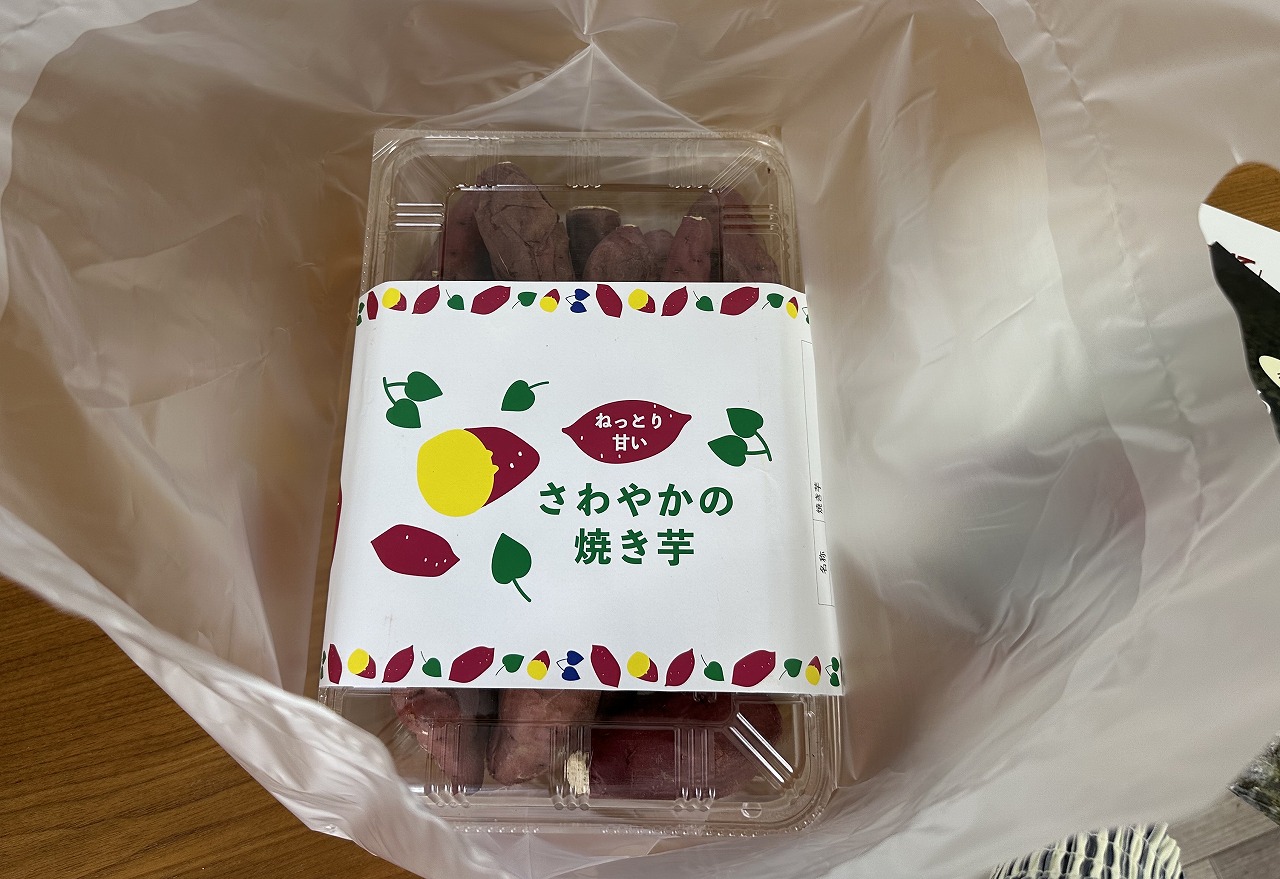 ねっとり
甘い
さわやかの
焼き芋
名称 焼き芋